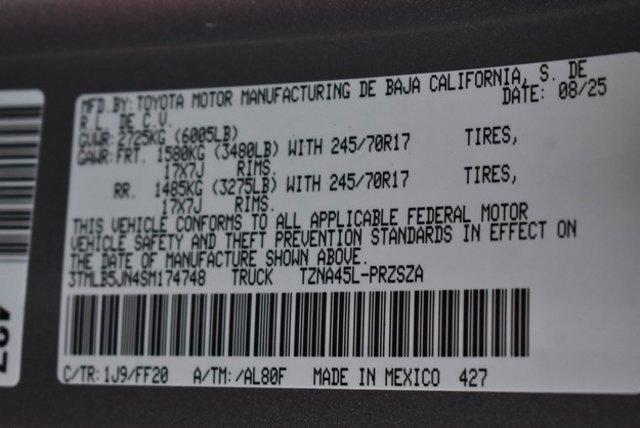 MFD.BY: TOYOTA MOTOR MANUFACTURING DE BAJA CALIFORNIA, S. DE
R.L. DE C.V. DATE: 08/25
GVWR: 2725KG (6005LB)
GAWR: FRT. 1580KG (3480LB) WITH 245/70R17 TIRES,
17X7J RIMS.
RR. 1485KG (3275LB) WITH 245/70R17 TIRES,
17X7J RIMS.
THIS VEHICLE CONFORMS TO ALL APPLICABLE FEDERAL MOTOR
VEHICLE SAFETY AND THEFT PREVENTION STANDARDS IN EFFECT ON
THE DATE OF MANUFACTURE SHOWN ABOVE.
3TMLB5JN4SM174748 TRUCK TZNA45L-PRZSZA
C/TR: 1J9/FF20 A/TM: /AL80F MADE IN MEXICO 427